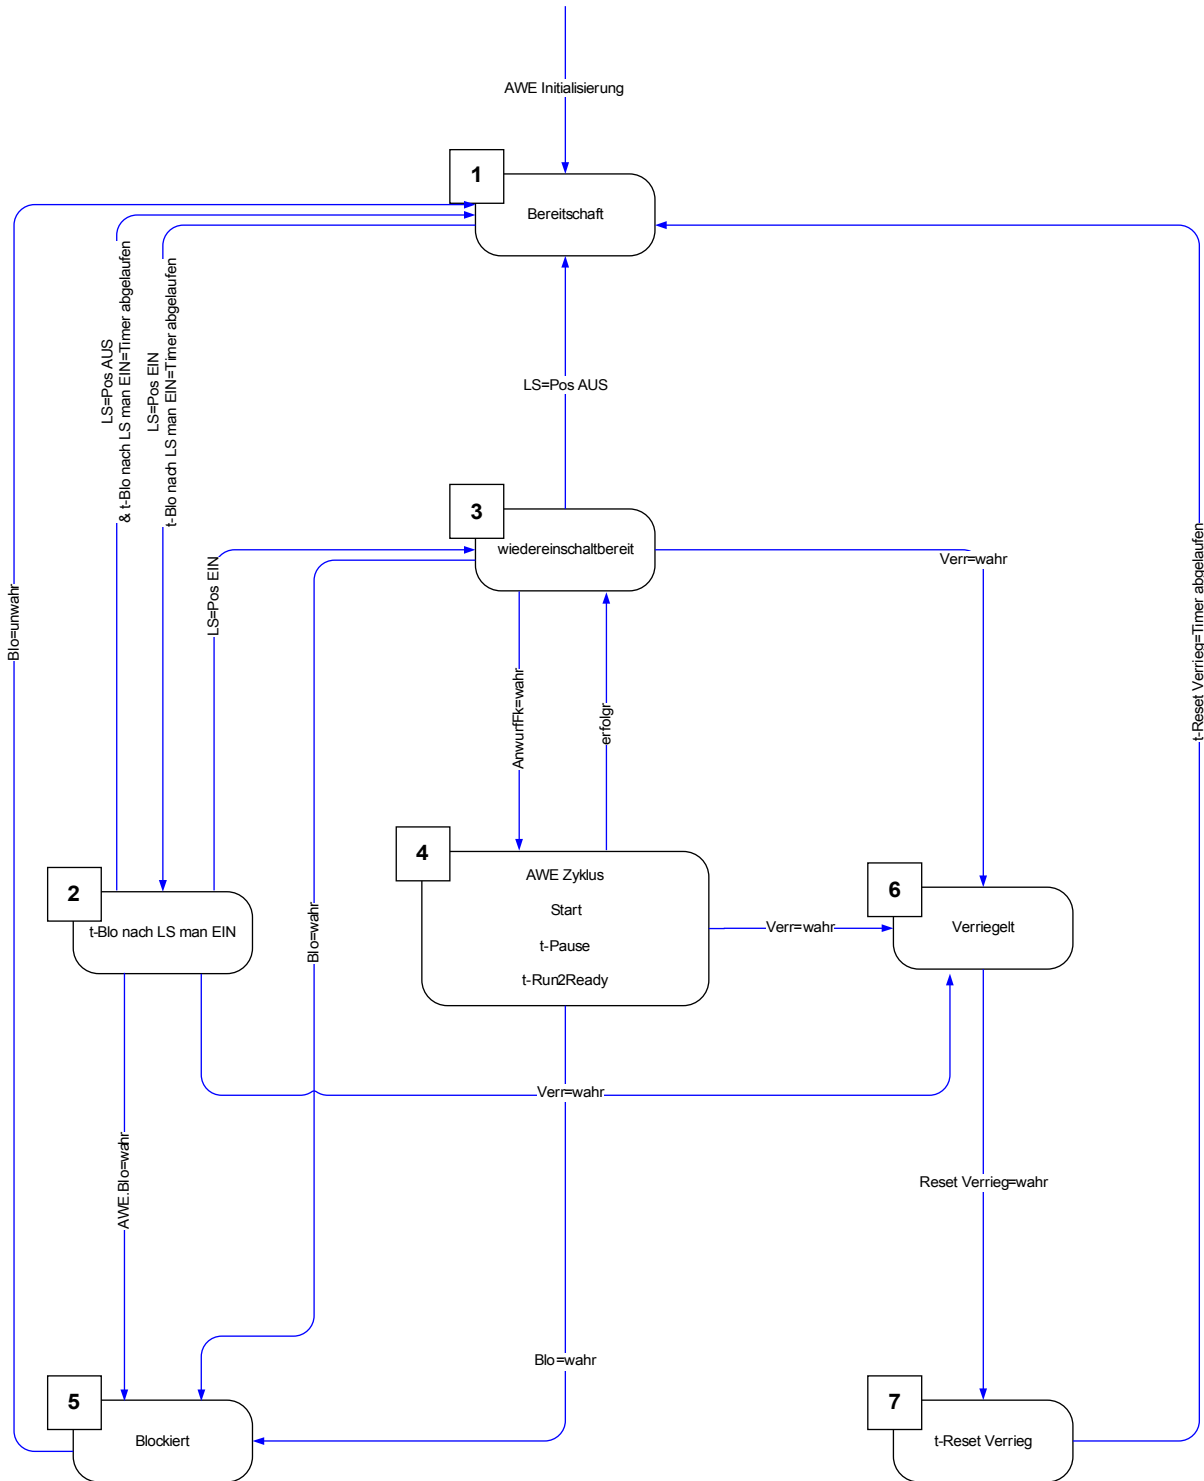 AWE Initialisierung
1
Bereitschaft
LS=Pos AUS
& t-Blo nach LS man EIN=Timer abgelaufen
LS=Pos EIN
t-Blo nach LS man EIN=Timer abgelaufen
LS=Pos AUS
3
wiedereinschaltbereit
Verr=wahr
LS=Pos EIN
Blo=unwahr
t-Reset Verrieg=Timer abgelaufen
AnwurfFk=wahr
erfolgr
4
AWE Zyklus
Start
t-Pause
t-Run2Ready
2
t-Blo nach LS man EIN
Blo=wahr
Verr=wahr
6
Verriegelt
Verr=wahr
AWE.Blo=wahr
Reset Verrieg=wahr
Blo=wahr
5
Blockiert
7
t-Reset Verrieg